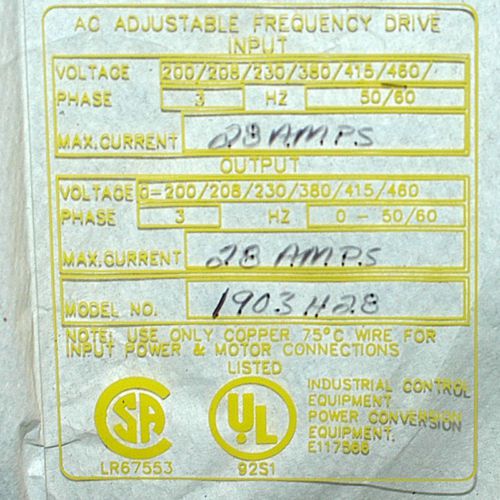 AC ADJUSTABLE FREQUENCY DRIVE
INPUT
VOLTAGE 200/208/230/380/415/460/
PHASE 3 HZ 50/60
MAX. CURRENT 28 AMPS
OUTPUT
VOLTAGE 0-200/208/230/380/415/460
PHASE 3 HZ 0 - 50/60
MAX. CURRENT 28 AMPS
MODEL NO. 1903H28
NOTE: USE ONLY COPPER 75°C WIRE FOR
INPUT POWER & MOTOR CONNECTIONS
LISTED
INDUSTRIAL CONTROL
EQUIPMENT
POWER CONVERSION
EQUIPMENT.
E117568
SA
UL
LR67553
92S1